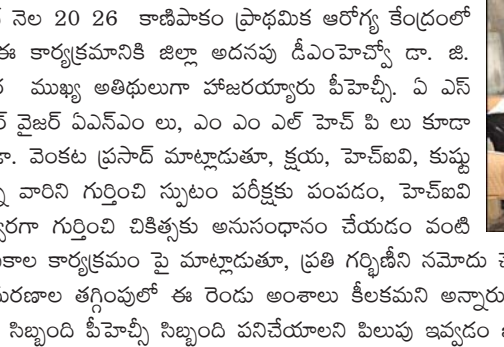 నెల 20 26 కాణిపాకం ప్రాథమిక ఆరోగ్య కేంద్రంలో
ఈ కార్యక్రమానికి జిల్లా అదనపు డీఎంహెచ్వో డా. జి.
ముఖ్య అతిథులుగా హాజరయ్యారు పీహెచ్సీ. ఏ ఎస్
వైజర్ ఏఎన్ఎం లు, ఎం ఎం ఎల్ హెచ్ పి లు కూడా
డా. వెంకట ప్రసాద్ మాట్లాడుతూ, క్షయ, హెచ్ఐవి, కుష్టు
వారిని గుర్తించి స్పుటం పరీక్షకు పంపడం, హెచ్ఐవి
గుర్తించి చికిత్సకు అనుసంధానం చేయడం వంటి
కార్యక్రమం పై మాట్లాడుతూ, ప్రతి గర్భిణీని నమోదు
తగ్గింపులో ఈ రెండు అంశాలు కీలకమని అన్నారు
సిబ్బంది పీహెచ్సీ సిబ్బంది పనిచేయాలని పిలుపు ఇవ్వడం